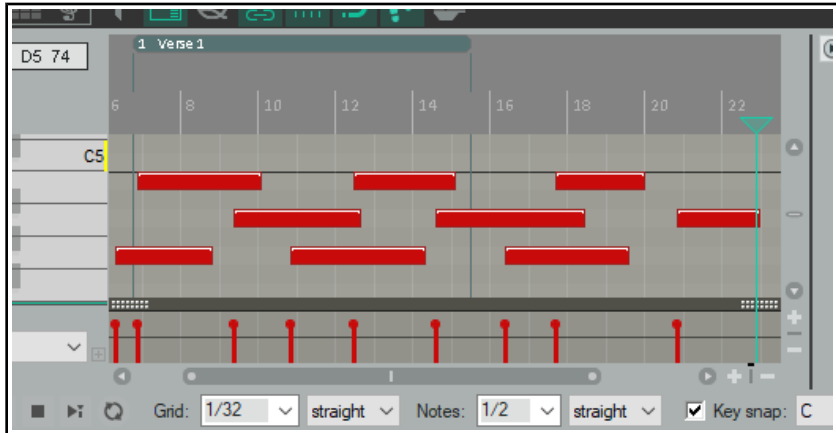 1 Verse 1
D5 74
6 8 10 12 14 16 18 20 22
C5
Grid: 1/32 straight Notes: 1/2 straight Key snap: C